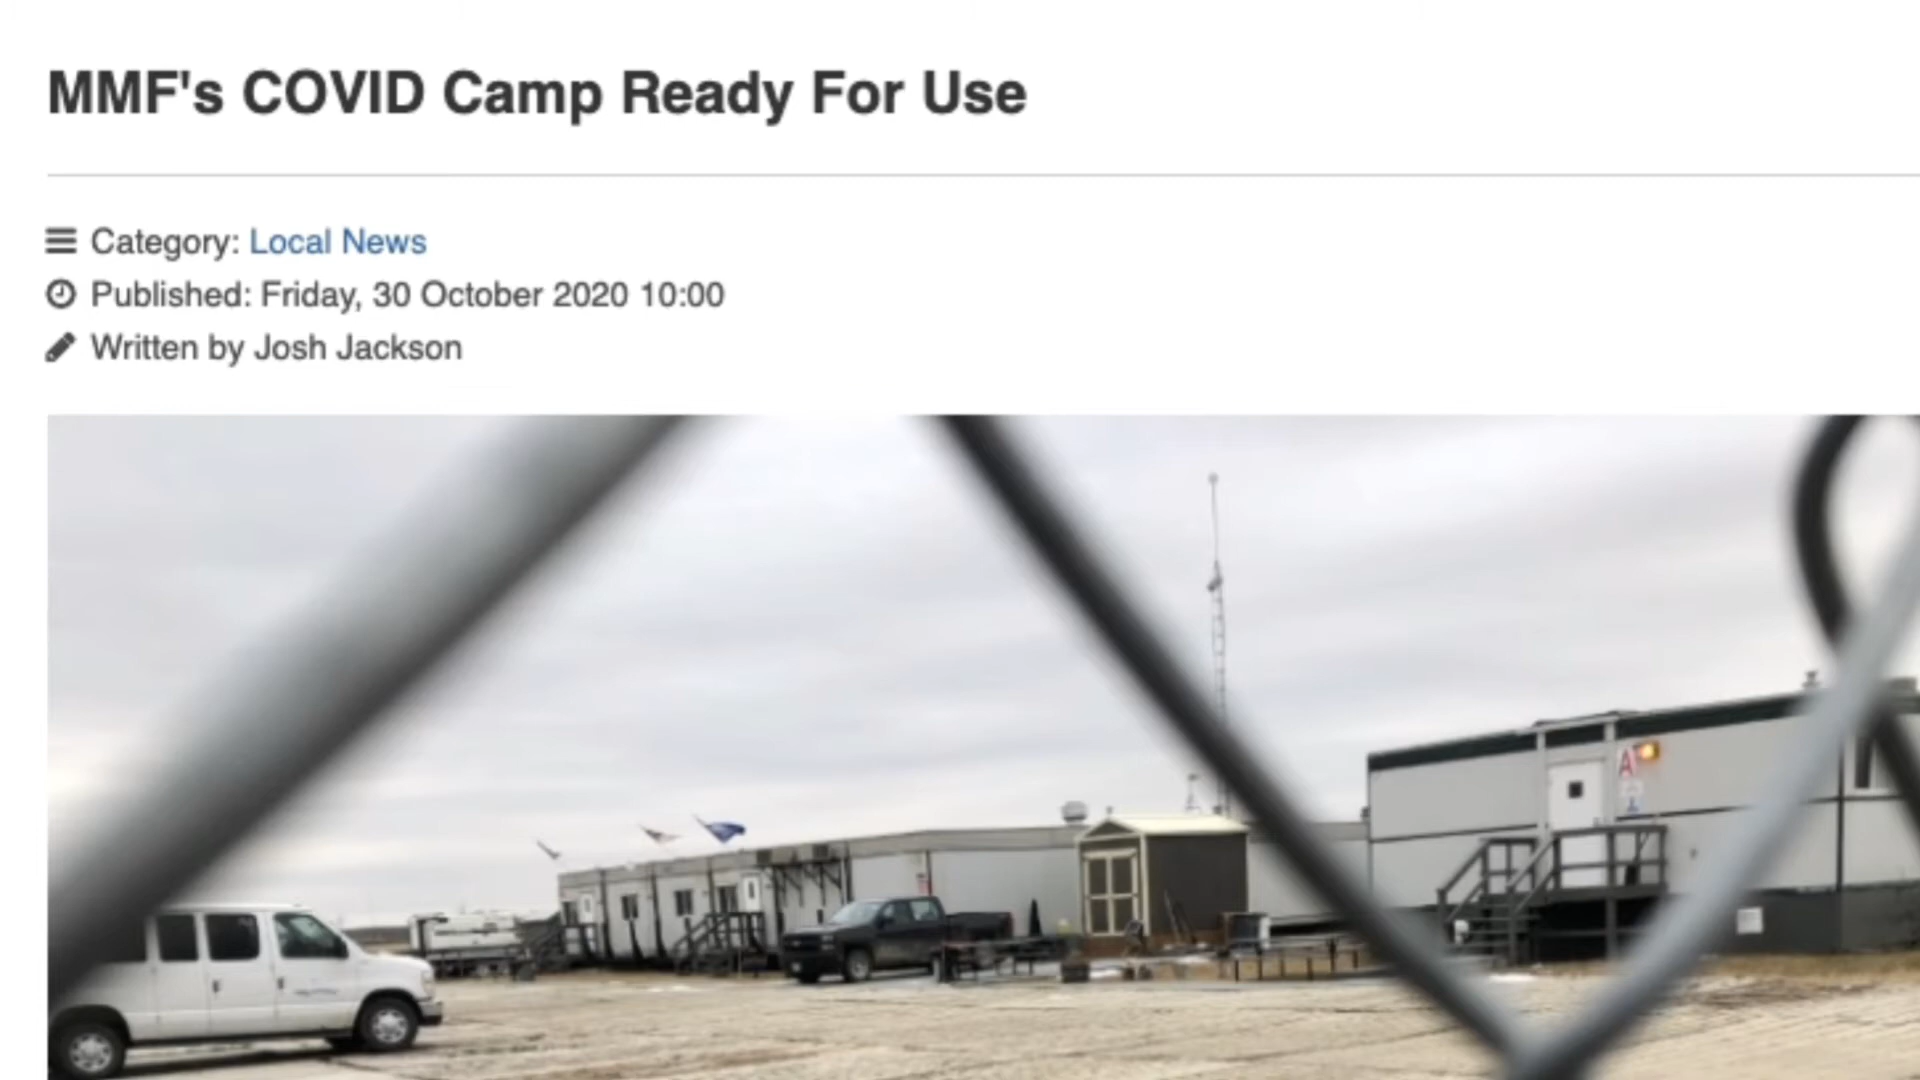 MMF's COVID Camp Ready For Use
Category: Local News
Published: Friday, 30 October 2020 10:00
Written by Josh Jackson
A